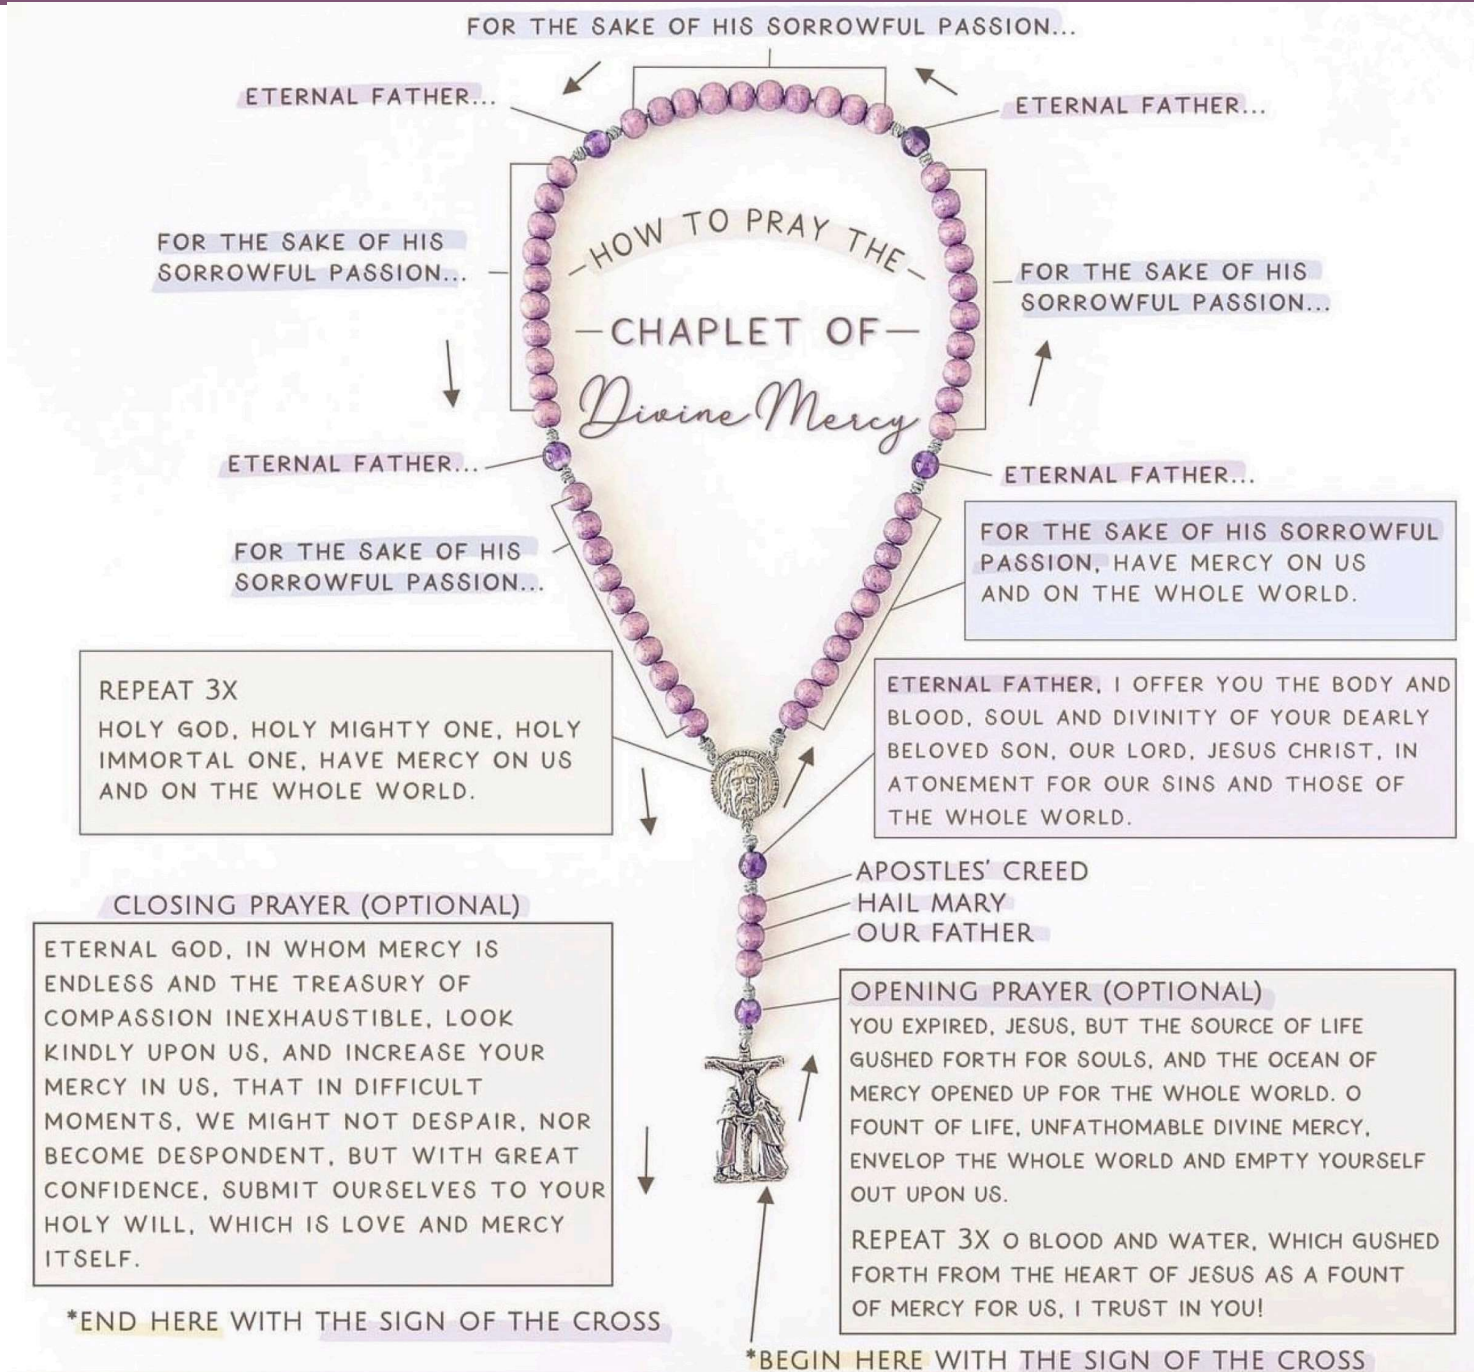 FOR THE SAKE OF HIS SORROWFUL PASSION...
ETERNAL FATHER...
ETERNAL FATHER...
HOW TO PRAY THE
CHAPLET OF
Divine Mercy
FOR THE SAKE OF HIS
SORROWFUL PASSION...
FOR THE SAKE OF HIS
SORROWFUL PASSION...
ETERNAL FATHER...
ETERNAL FATHER...
FOR THE SAKE OF HIS
SORROWFUL PASSION...
FOR THE SAKE OF HIS SORROWFUL
PASSION, HAVE MERCY ON US
AND ON THE WHOLE WORLD.
REPEAT 3X
HOLY GOD, HOLY MIGHTY ONE, HOLY
IMMORTAL ONE, HAVE MERCY ON US
AND ON THE WHOLE WORLD.
ETERNAL FATHER, I OFFER YOU THE BODY AND
BLOOD, SOUL AND DIVINITY OF YOUR DEARLY
BELOVED SON, OUR LORD, JESUS CHRIST, IN
ATONEMENT FOR OUR SINS AND THOSE OF
THE WHOLE WORLD.
APOSTLES' CREED
HAIL MARY
OUR FATHER
CLOSING PRAYER (OPTIONAL)
ETERNAL GOD, IN WHOM MERCY IS
ENDLESS AND THE TREASURY OF
COMPASSION INEXHAUSTIBLE, LOOK
KINDLY UPON US, AND INCREASE YOUR
MERCY IN US, THAT IN DIFFICULT
MOMENTS, WE MIGHT NOT DESPAIR, NOR
BECOME DESPONDENT, BUT WITH GREAT
CONFIDENCE, SUBMIT OURSELVES TO YOUR
HOLY WILL, WHICH IS LOVE AND MERCY
ITSELF.
*END HERE WITH THE SIGN OF THE CROSS
OPENING PRAYER (OPTIONAL)
YOU EXPIRED, JESUS, BUT THE SOURCE OF LIFE
GUSHED FORTH FOR SOULS, AND THE OCEAN OF
MERCY OPENED UP FOR THE WHOLE WORLD. O
FOUNT OF LIFE, UNFATHOMABLE DIVINE MERCY,
ENVELOP THE WHOLE WORLD AND EMPTY YOURSELF
OUT UPON US.
REPEAT 3X O BLOOD AND WATER, WHICH GUSHED
FORTH FROM THE HEART OF JESUS AS A FOUNT
OF MERCY FOR US, I TRUST IN YOU!
*BEGIN HERE WITH THE SIGN OF THE CROSS